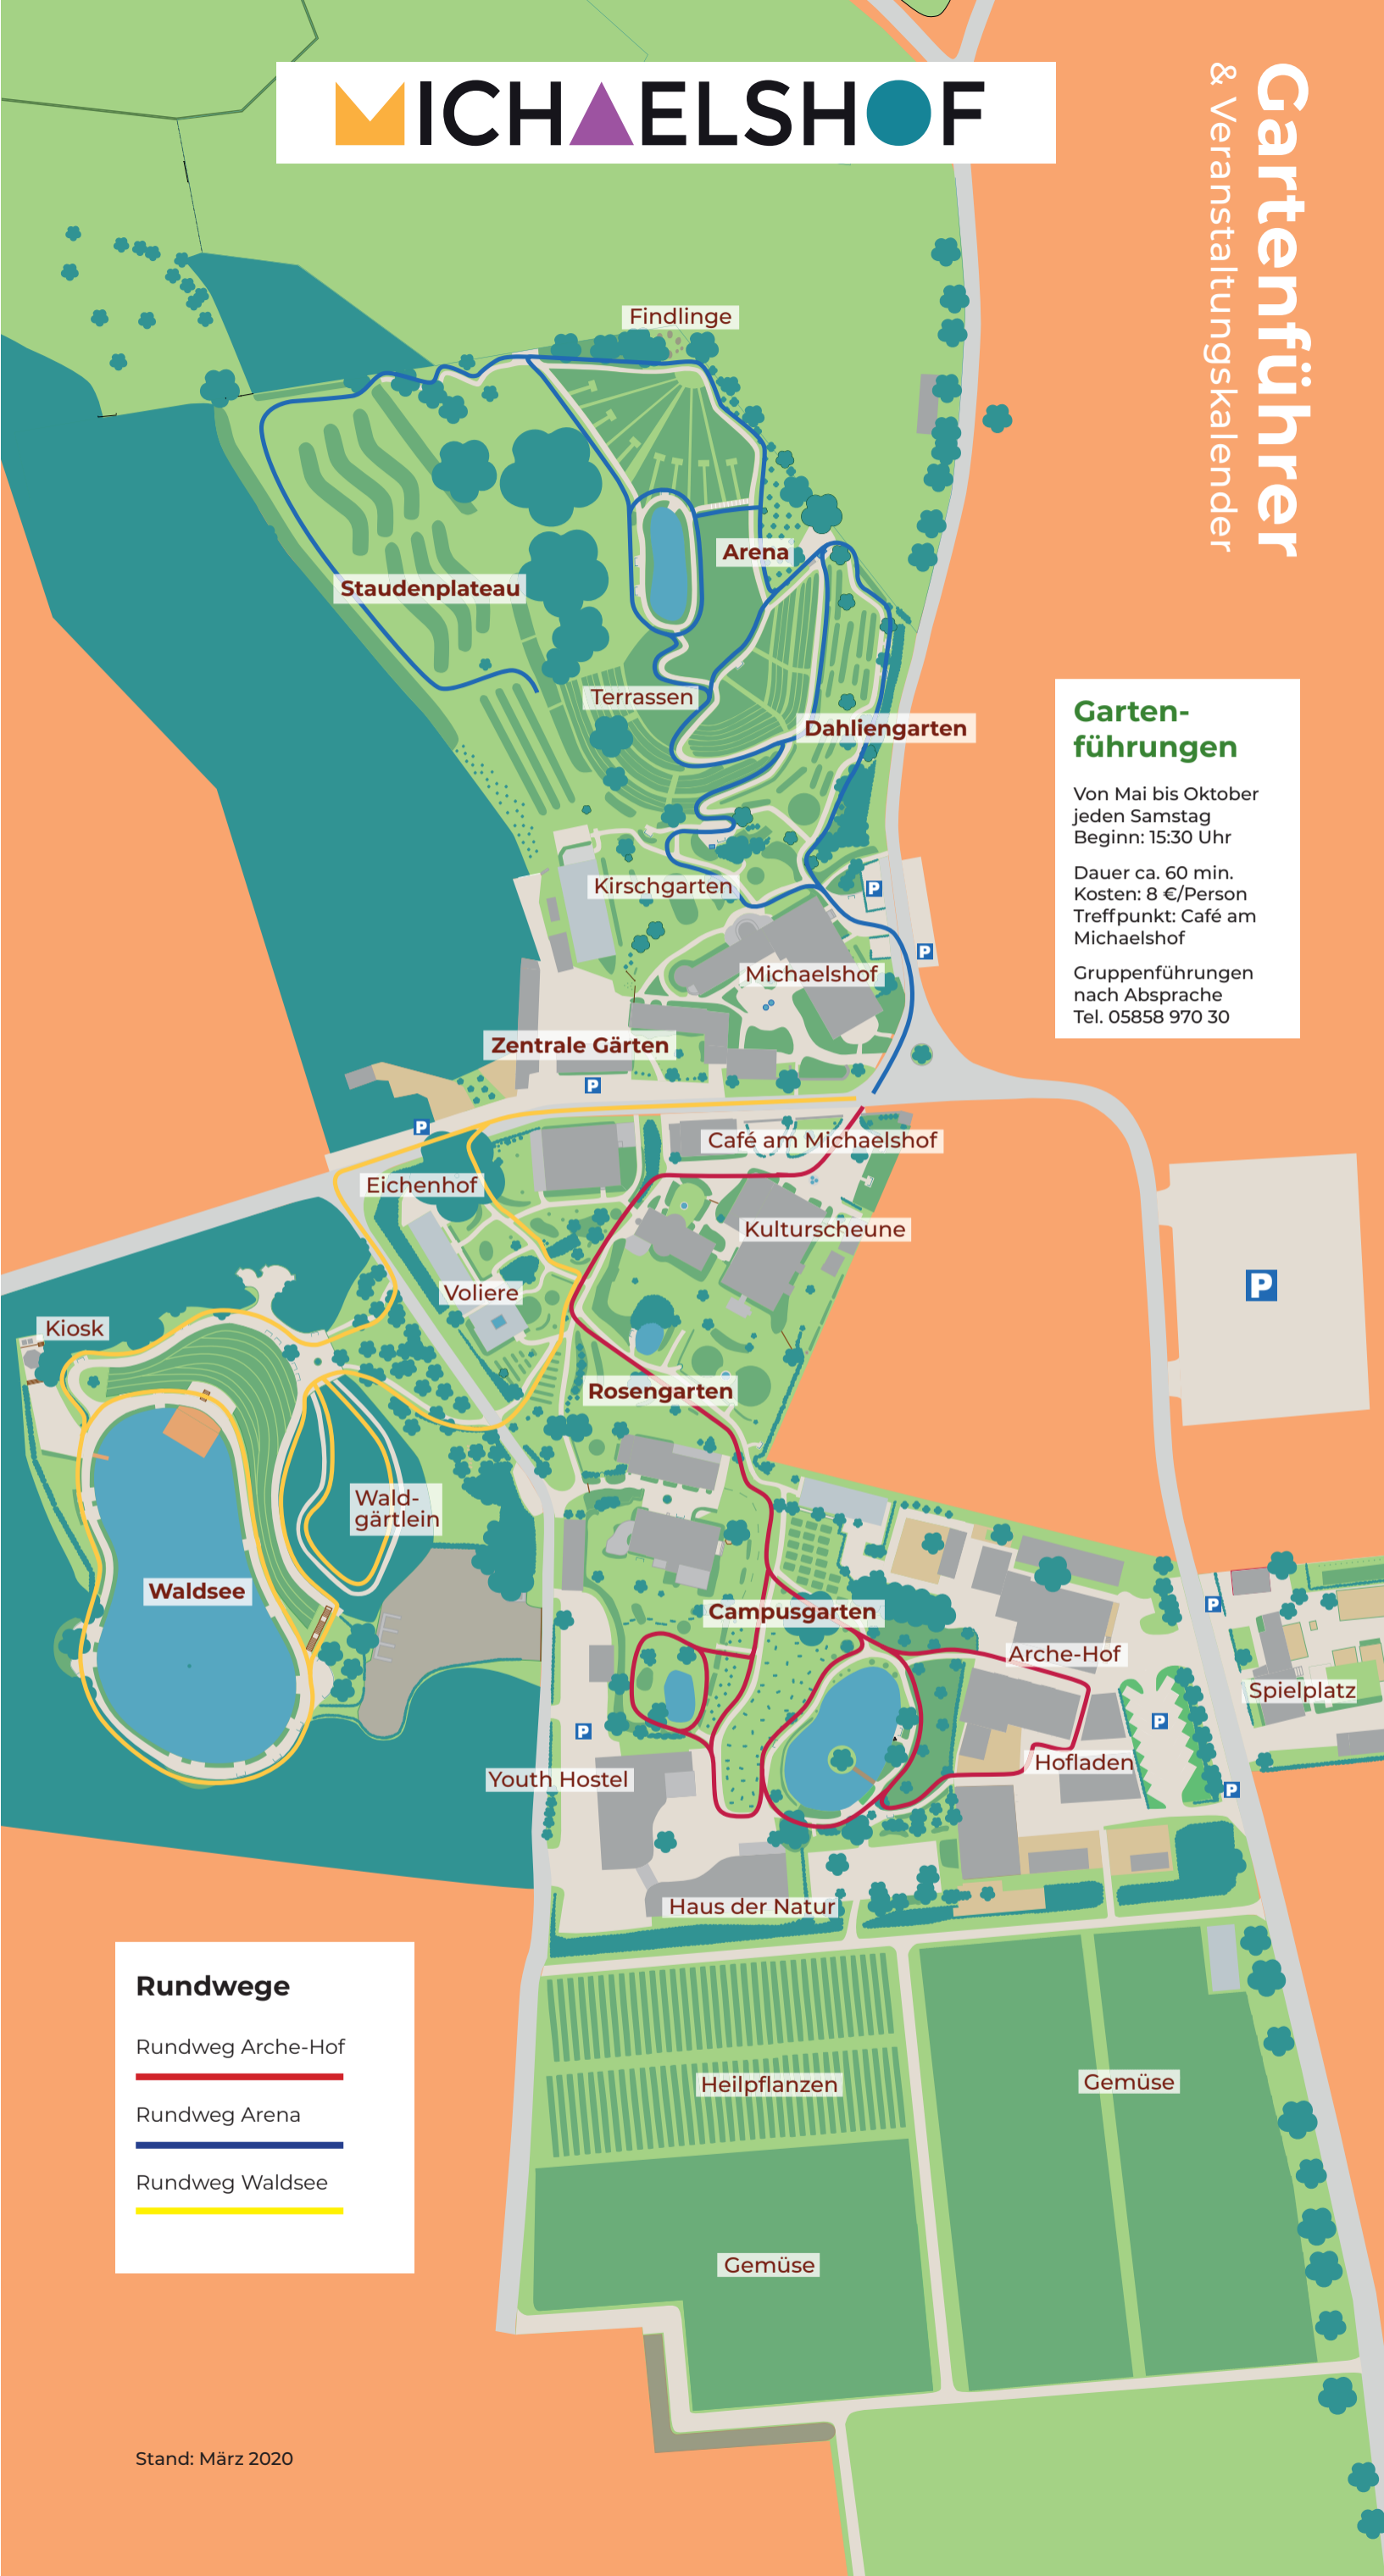 MICHAELSHOF
Gartenführer
& Veranstaltungskalender
Findlinge
Arena
Staudenplateau
Terrassen
Dahliengarten
Garten-
führungen
Von Mai bis Oktober
jeden Samstag
Beginn: 15:30 Uhr
Dauer ca. 60 min.
Kosten: 8 €/Person
Treffpunkt: Café am
Michaelshof
Gruppenführungen
nach Absprache
Tel. 05858 970 30
Kirschgarten
P
P
Michaelshof
Zentrale Gärten
P
P
Café am Michaelshof
Eichenhof
Kulturscheune
Voliere
P
Kiosk
Rosengarten
Wald-
gärtlein
Waldsee
Campusgarten
P
Arche-Hof
Spielplatz
P
P
Hofladen
Youth Hostel
P
Haus der Natur
Rundwege
Rundweg Arche-Hof
Rundweg Arena
Rundweg Waldsee
Heilpflanzen
Gemüse
Gemüse
Stand: März 2020